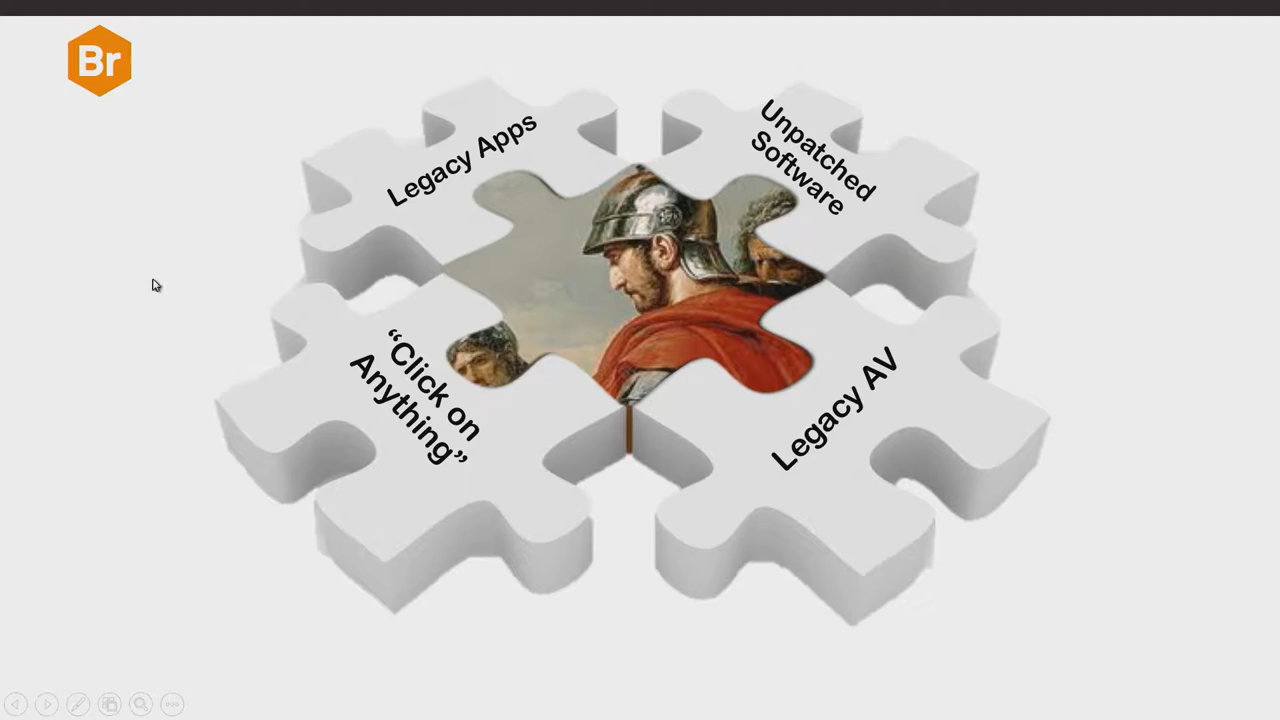 Br
Legacy Apps
Unpatched
Software
“Click on
Anything”
Legacy AV